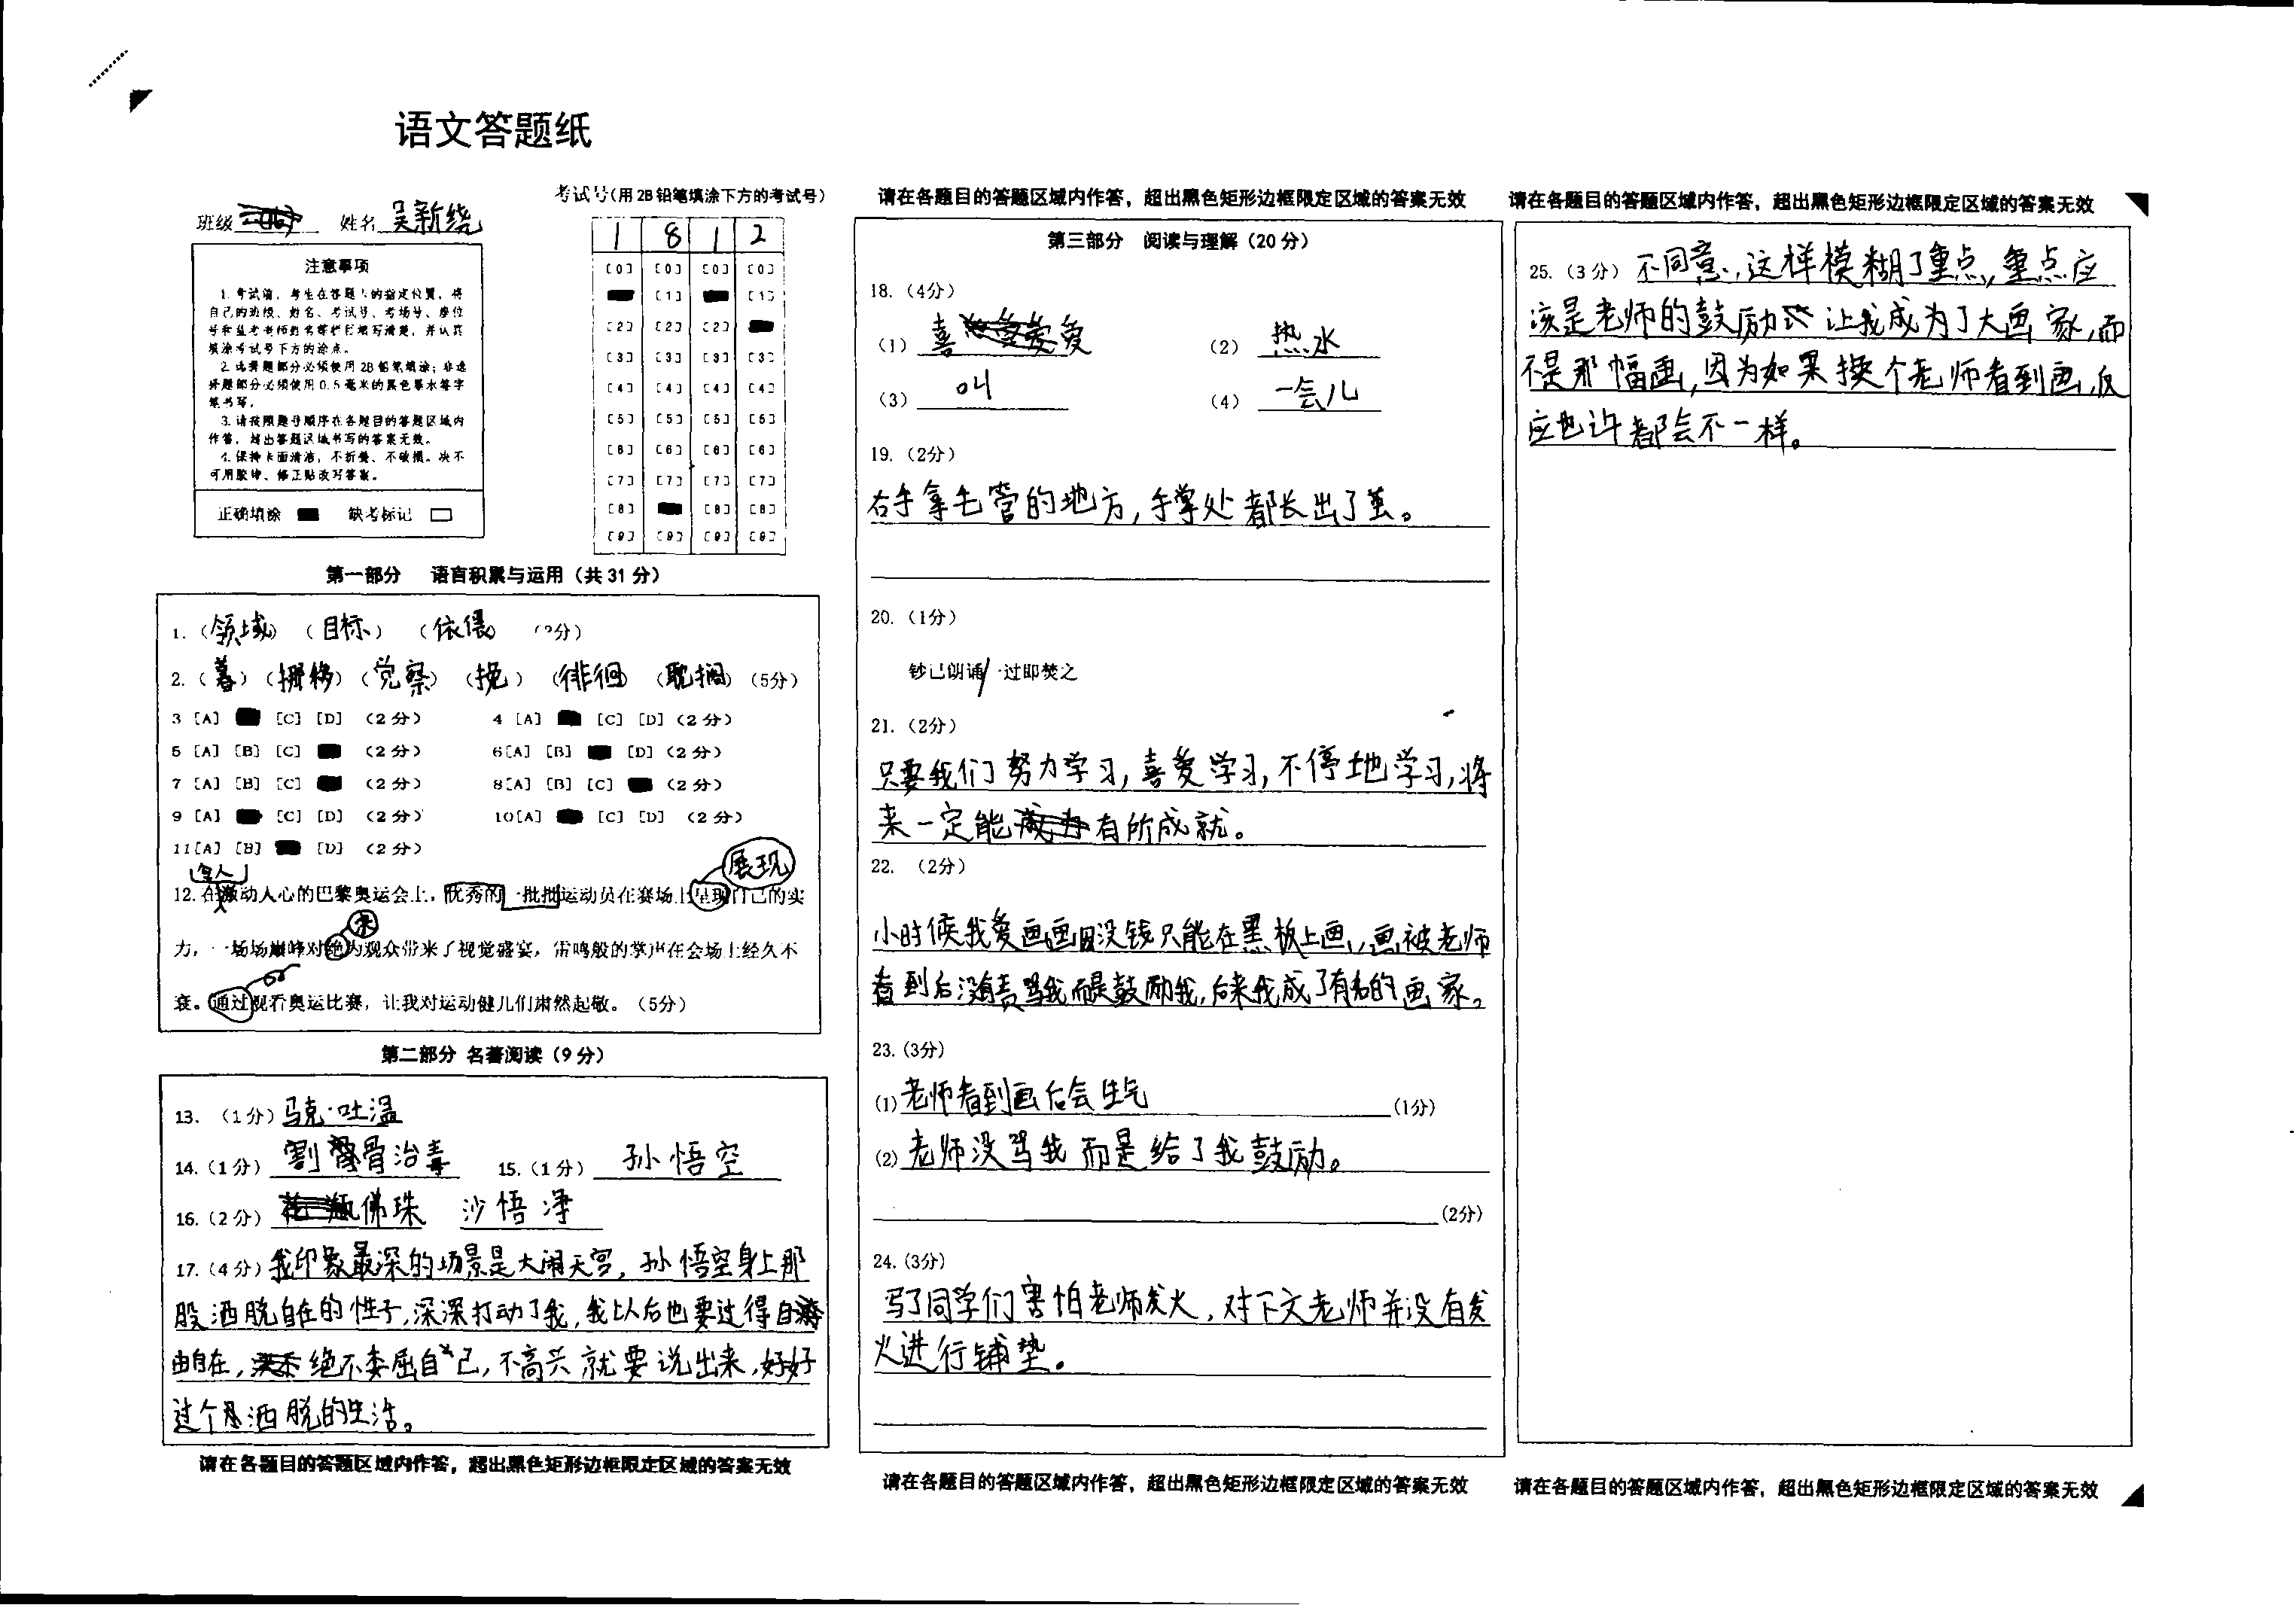 语文答题纸
班级 姓名 吴新绕
考试号(用2B铅笔填涂下方的考试号)
1 8 1 2
注意事项
1.考试前,考生在答题卡的指定位置,将
自己的班级、姓名、考试号、考场号、座位
号和监考老师姓名等栏目填写清楚,并认真
填涂考试号下方的涂点。
2.选择题部分必须使用2B铅笔填涂;非选
择题部分必须使用0.5毫米的黑色墨水签字
笔书写。
3.请按照题号顺序在各题目的答题区域内
作答,超出答题区域书写的答案无效。
4.保持卡面清洁,不折叠、不破损。决不
可用胶带、修正贴改写答案。
正确填涂 缺考标记
[0] [0] [0] [0]
[1] [1]
[2] [2] [2]
[3] [3] [3] [3]
[4] [4] [4] [4]
[5] [5] [5] [5]
[6] [6] [6] [6]
[7] [7] [7] [7]
[8] [8] [8]
[9] [9] [9] [9]
第一部分 语言积累与运用(共31分)
1.(领域)(目标)(依偎)(3分)
2.(暮)(挪移)(觉察)(挽)(徘徊)(耽搁)(5分)
3 [A] [C] [D] (2分) 4 [A] [C] [D] (2分)
5 [A] [B] [C] (2分) 6[A] [B] [D] (2分)
7 [A] [B] [C] (2分) 8[A] [B] [C] (2分)
9 [A] [C] [D] (2分) 10[A] [C] [D] (2分)
11[A] [B] [D] (2分)
展现
12.在激动人心的巴黎奥运会上,优秀的一批批运动员在赛场上呈现自己的实
决
力,一场场巅峰对绝为观众带来了视觉盛宴,雷鸣般的掌声在会场上经久不
衰。通过观看奥运比赛,让我对运动健儿们肃然起敬。(5分)
第二部分 名著阅读(9分)
13.(1分)马克·吐温
14.(1分)割骨治毒 15.(1分)孙悟空
16.(2分)佛珠 沙悟净
17.(4分)我印象最深的场景是大闹天宫,孙悟空身上那
股洒脱自在的性子,深深打动了我,我以后也要过得自
由自在,绝不委屈自己,不高兴就要说出来,好好
过个洒脱的生活。
请在各题目的答题区域内作答,超出黑色矩形边框限定区域的答案无效
请在各题目的答题区域内作答,超出黑色矩形边框限定区域的答案无效
第三部分 阅读与理解(20分)
18.(4分)
(1)喜爱 (2)热水
(3)叫 (4)一会儿
19.(2分)
右手拿毛管的地方,手掌处都长出了茧。
20.(1分)
钞已朗诵/一过即焚之
21.(2分)
只要我们努力学习,喜爱学习,不停地学习,将
来一定能有所成就。
22.(2分)
小时候我爱画画因没钱只能在黑板上画,画被老师
看到后没有责骂我而是鼓励我,后来我成了有名的画家。
23.(3分)
(1)老师看到画后会生气 (1分)
(2)老师没骂我而是给了我鼓励。
(2分)
24.(3分)
写了同学们害怕老师发火,对下文老师并没有发
火进行铺垫。
请在各题目的答题区域内作答,超出黑色矩形边框限定区域的答案无效
请在各题目的答题区域内作答,超出黑色矩形边框限定区域的答案无效
25.(3分)不同意,这样模糊了重点,重点应
该是老师的鼓励让我成为了大画家,而
不是那幅画,因为如果换个老师看到画,反
应也许都会不一样。
请在各题目的答题区域内作答,超出黑色矩形边框限定区域的答案无效